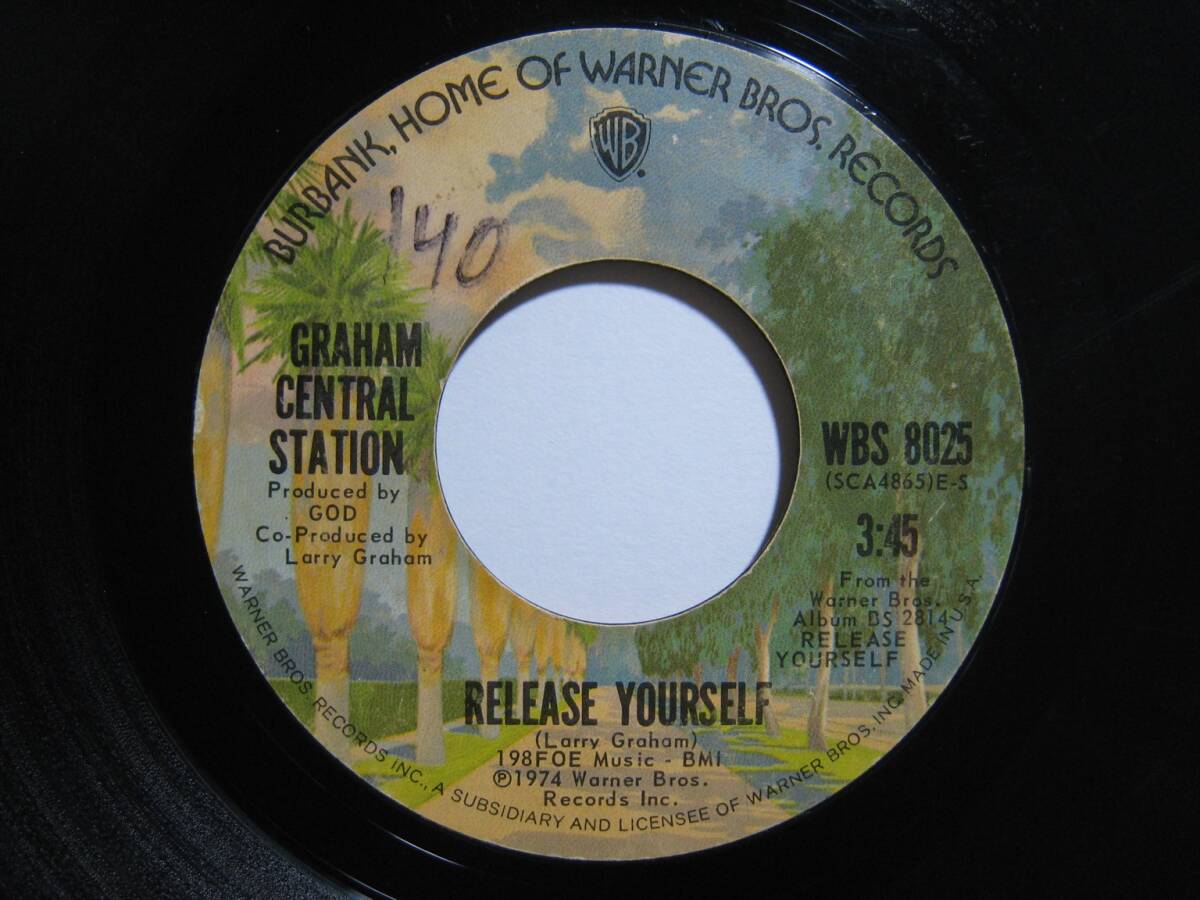 BURBANK, HOME OF WARNER BROS. RECORDS
WB
140
GRAHAM
CENTRAL
STATION
Produced by
GOD
Co-Produced by
Larry Graham
WBS 8025
(SCA4865)E-S
3:45
From the
Warner Bros.
Album BS 2814
RELEASE
YOURSELF
RELEASE YOURSELF
(Larry Graham)
198FOE Music - BMI
℗1974 Warner Bros.
Records Inc.
WARNER BROS. RECORDS INC., A SUBSIDIARY AND LICENSEE OF WARNER BROS. INC. MADE IN U.S.A.